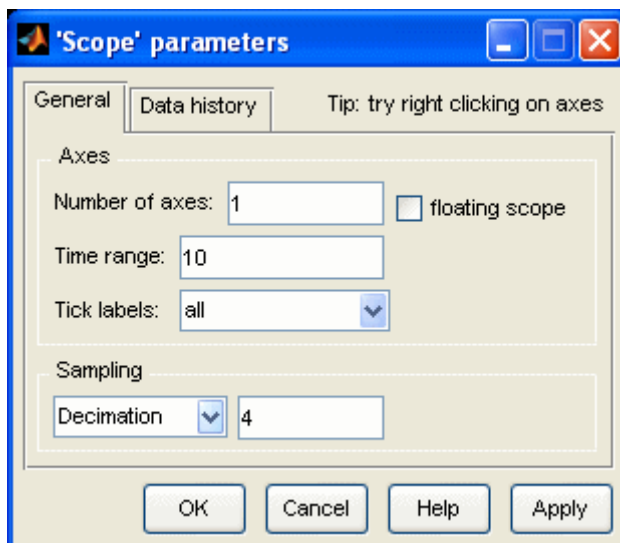 'Scope' parameters
General Data history Tip: try right clicking on axes
Axes
Number of axes: 1 floating scope
Time range: 10
Tick labels: all
Sampling
Decimation 4
OK Cancel Help Apply